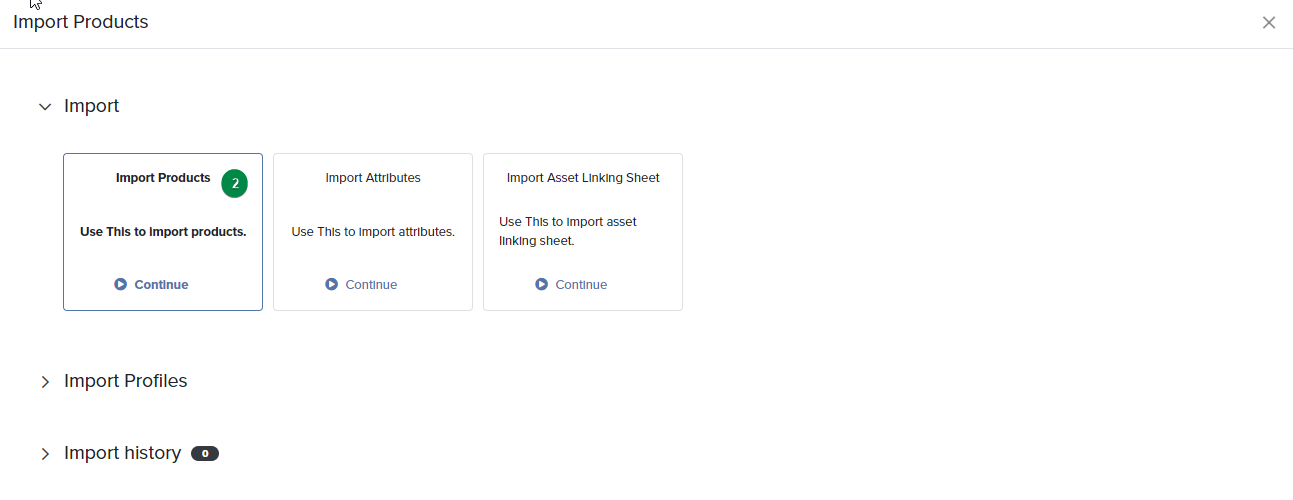 Import Products
Import
Import Products
2
Use This to import products.
Continue
Import Attributes
Use This to import attributes.
Continue
Import Asset Linking Sheet
Use This to import asset
linking sheet.
Continue
Import Profiles
Import history 0